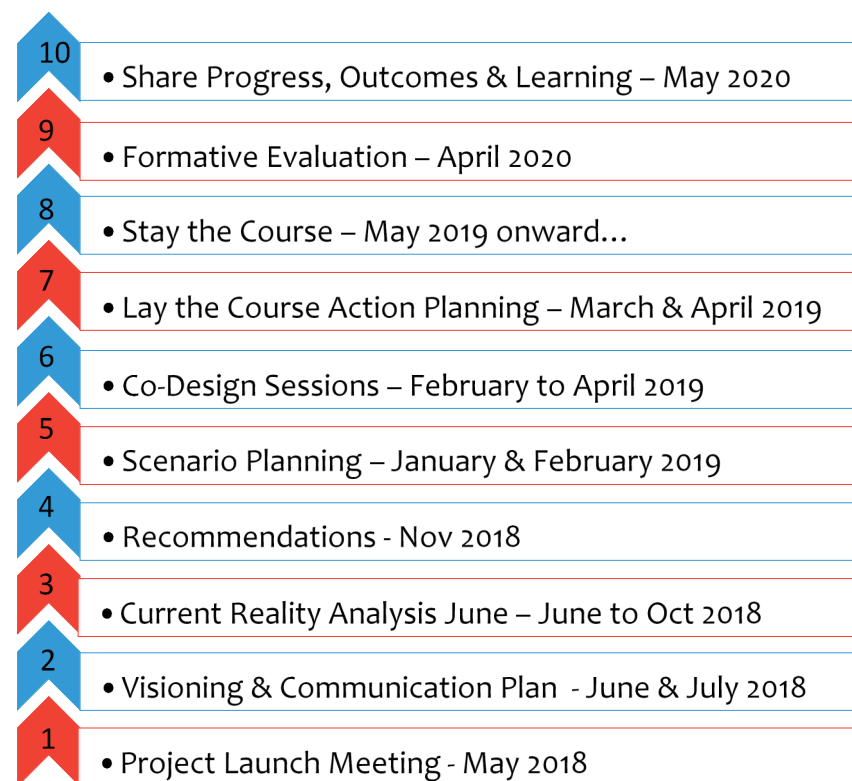 10
• Share Progress, Outcomes & Learning – May 2020
9
• Formative Evaluation – April 2020
8
• Stay the Course – May 2019 onward...
7
• Lay the Course Action Planning – March & April 2019
6
• Co-Design Sessions – February to April 2019
5
• Scenario Planning – January & February 2019
4
• Recommendations - Nov 2018
3
• Current Reality Analysis June – June to Oct 2018
2
• Visioning & Communication Plan - June & July 2018
1
• Project Launch Meeting - May 2018